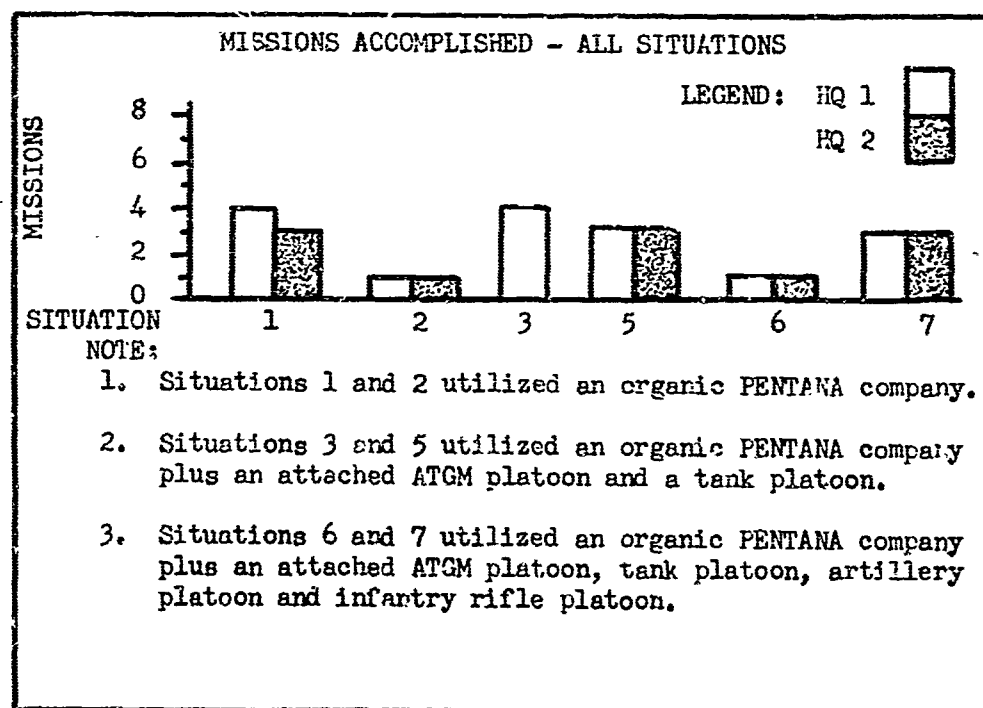 MISSIONS ACCOMPLISHED - ALL SITUATIONS
LEGEND: HQ 1
HQ 2
MISSIONS
8
6
4
2
0
SITUATION 1 2 3 5 6 7
NOTE:
1. Situations 1 and 2 utilized an organic PENTANA company.
2. Situations 3 and 5 utilized an organic PENTANA company
plus an attached ATGM platoon and a tank platoon.
3. Situations 6 and 7 utilized an organic PENTANA company
plus an attached ATGM platoon, tank platoon, artillery
platoon and infantry rifle platoon.